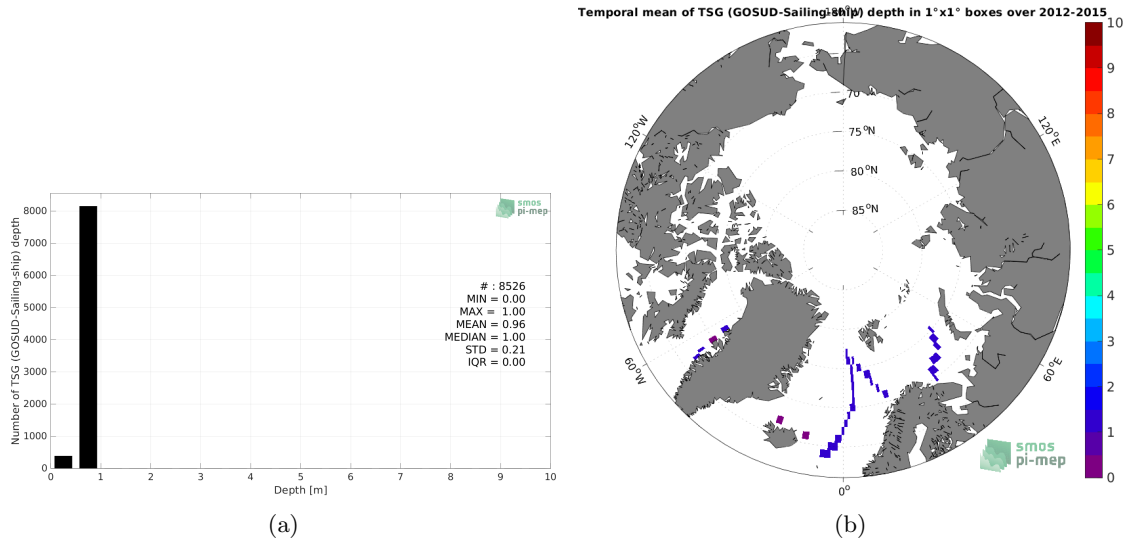 Number of TSG (GOSUD-Sailing-ship) depth
8000
7000
6000
5000
4000
3000
2000
1000
0
0 1 2 3 4 5 6 7 8 9 10
Depth [m]
smos
pi-mep
# : 8526
MIN = 0.00
MAX = 1.00
MEAN = 0.96
MEDIAN = 1.00
STD = 0.21
IQR = 0.00
(a)
Temporal mean of TSG (GOSUD-Sailing-ship) depth in 1°x1° boxes over 2012-2015
180°W
120°W
120°E
70°N
75°N
80°N
85°N
60°W
60°E
0°
10
9
8
7
6
5
4
3
2
1
0
smos
pi-mep
(b)